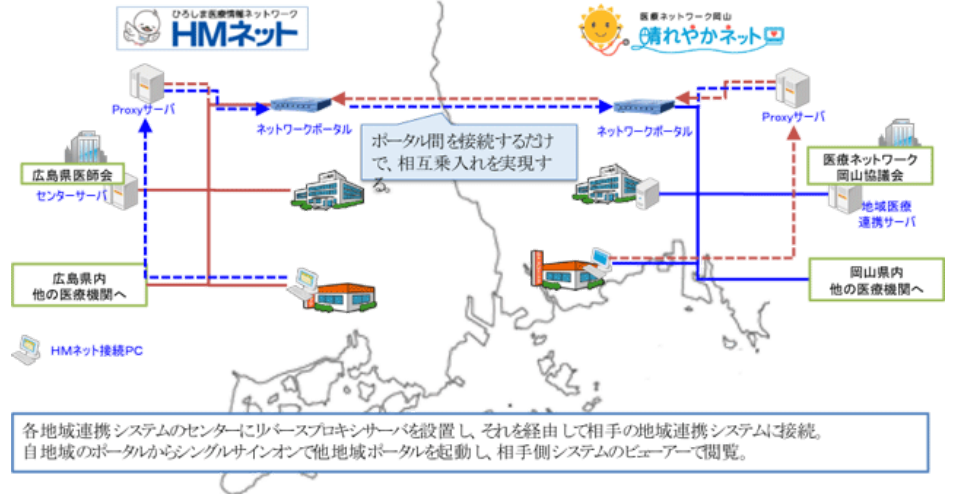 ひろしま医療情報ネットワーク
HMネット
医療ネットワーク岡山
晴れやかネット
Proxyサーバ
ネットワークポータル
ネットワークポータル
Proxyサーバ
ポータル間を接続するだけ
で、相互乗入れを実現す
る。
広島県医師会
センターサーバ
医療ネットワーク
岡山協議会
地域医療
連携サーバ
広島県内
他の医療機関へ
岡山県内
他の医療機関へ
HMネット接続PC
各地域連携システムのセンターにリバースプロキシサーバを設置し、それを経由して相手の地域連携システムに接続。
自地域のポータルからシングルサインオンで他地域ポータルを起動し、相手側システムのビューアーで閲覧。